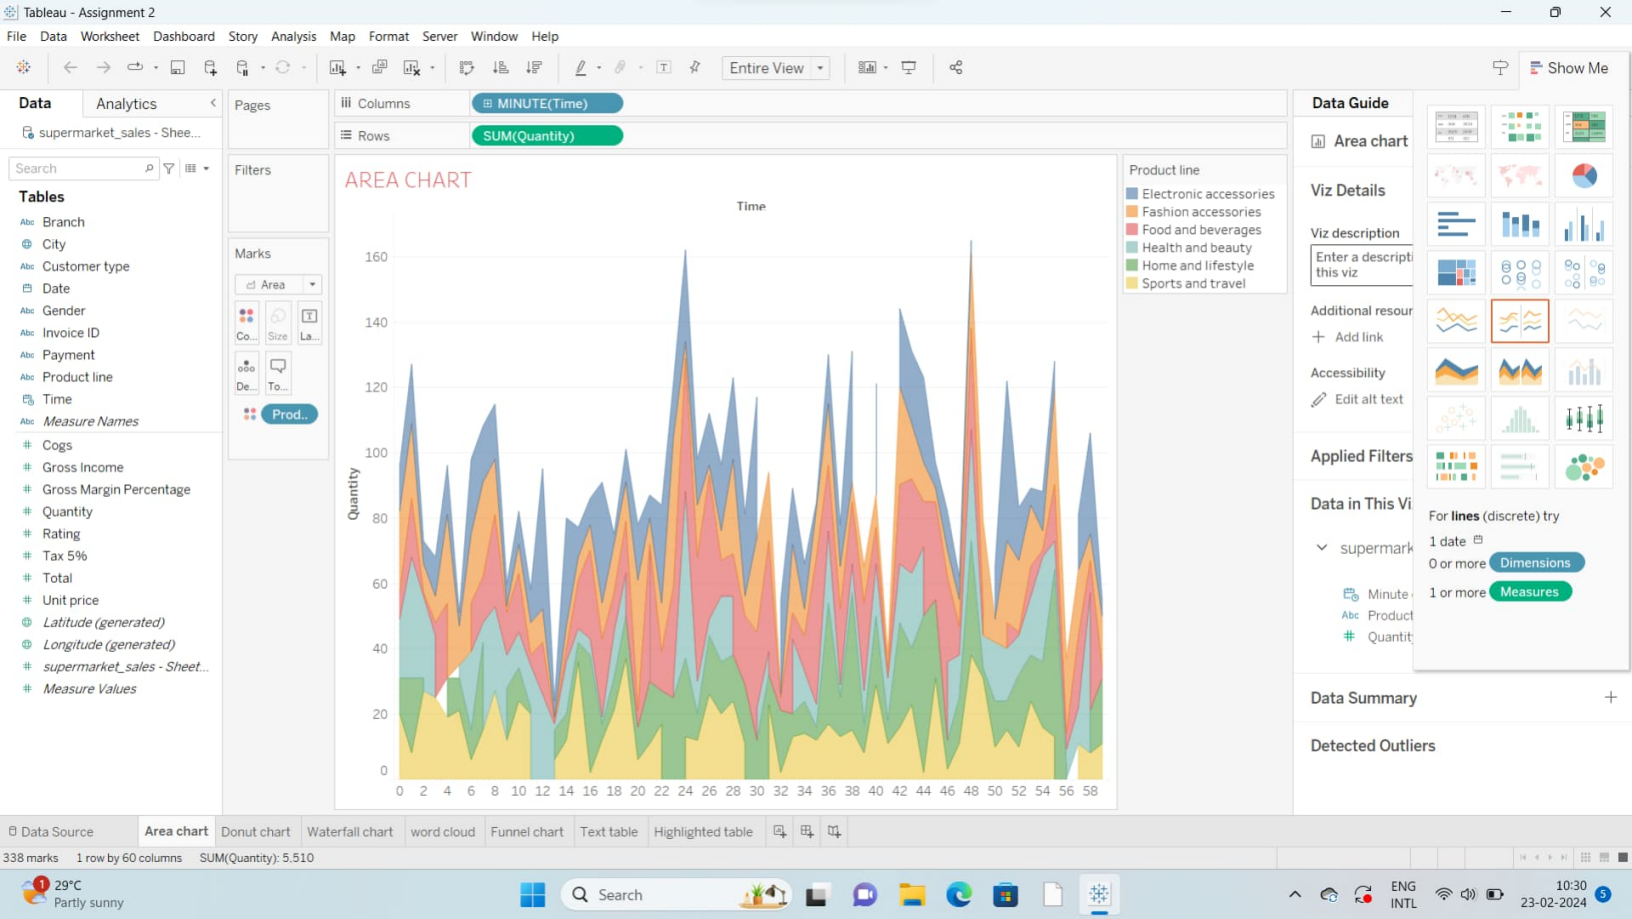 Tableau - Assignment 2
File Data Worksheet Dashboard Story Analysis Map Format Server Window Help
Entire View
Show Me
Data Analytics
supermarket_sales - Shee...
Search
Tables
Abc Branch
City
Abc Customer type
Date
Abc Gender
Abc Invoice ID
Abc Payment
Abc Product line
Time
Abc Measure Names
# Cogs
# Gross Income
# Gross Margin Percentage
# Quantity
# Rating
# Tax 5%
# Total
# Unit price
Latitude (generated)
Longitude (generated)
# supermarket_sales - Sheet...
# Measure Values
Pages
Filters
Marks
Area
Co... Size La...
De... To...
Prod..
Columns MINUTE(Time)
Rows SUM(Quantity)
AREA CHART
Time
Quantity
160
140
120
100
80
60
40
20
0
0 2 4 6 8 10 12 14 16 18 20 22 24 26 28 30 32 34 36 38 40 42 44 46 48 50 52 54 56 58
Product line
Electronic accessories
Fashion accessories
Food and beverages
Health and beauty
Home and lifestyle
Sports and travel
Data Guide
Area chart
Viz Details
Viz description
Enter a descripti
this viz
Additional resour
+ Add link
Accessibility
Edit alt text
Applied Filters
Data in This Vi
supermark
Minute
Abc Product
# Quantity
Data Summary +
Detected Outliers
For lines (discrete) try
1 date
0 or more Dimensions
1 or more Measures
Data Source Area chart Donut chart Waterfall chart word cloud Funnel chart Text table Highlighted table
338 marks 1 row by 60 columns SUM(Quantity): 5,510
1
29°C
Partly sunny
Search
ENG
INTL
10:30
23-02-2024
5